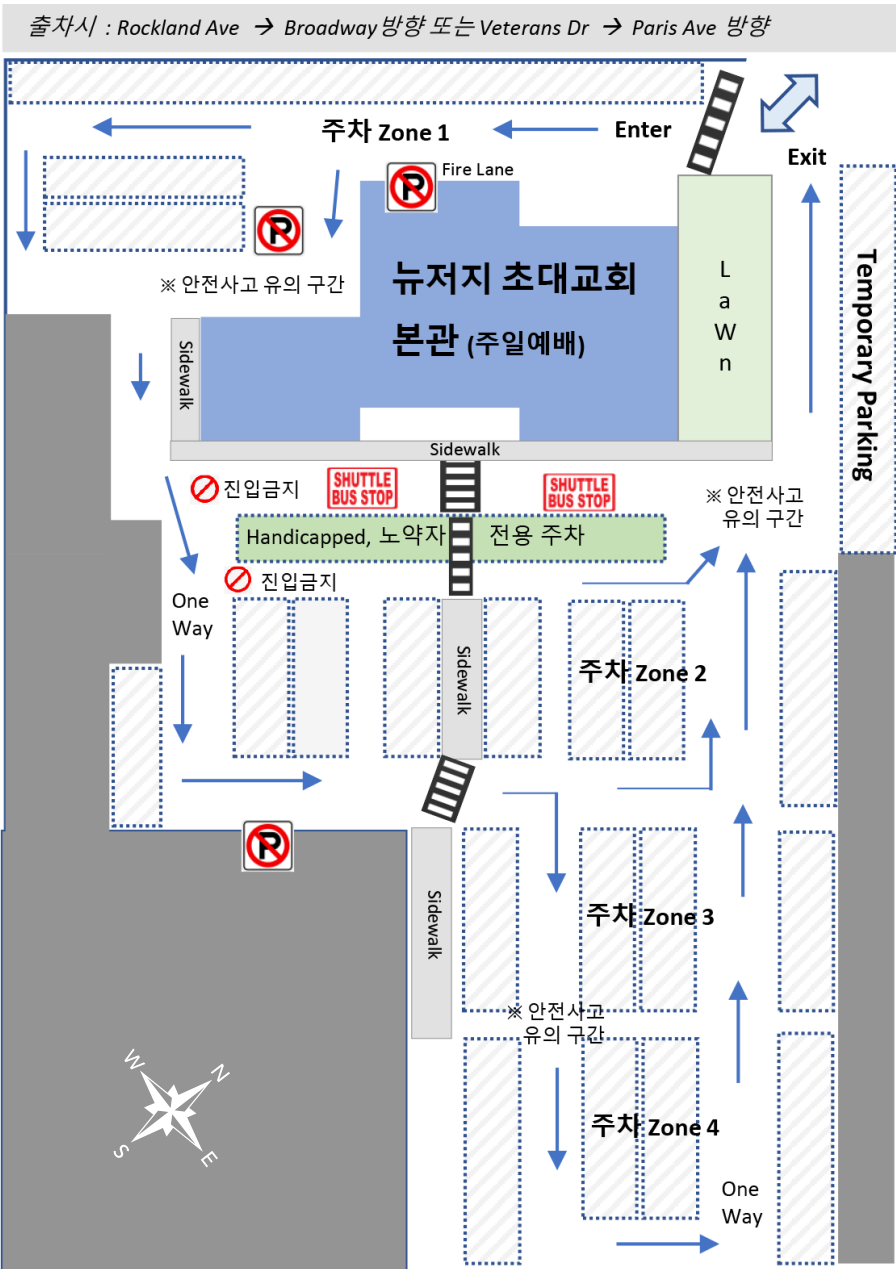 출차시 : Rockland Ave → Broadway 방향 또는 Veterans Dr → Paris Ave 방향
주차 Zone 1
Enter
Exit
P
Fire Lane
P
※ 안전사고 유의 구간
뉴저지 초대교회
본관 (주일예배)
L
a
W
n
Temporary Parking
Sidewalk
Sidewalk
진입금지
SHUTTLE
BUS STOP
SHUTTLE
BUS STOP
※ 안전사고
유의 구간
Handicapped, 노약자 전용 주차
진입금지
One
Way
Sidewalk
주차 Zone 2
P
Sidewalk
주차 Zone 3
※ 안전사고
유의 구간
W
N
S
E
주차 Zone 4
One
Way